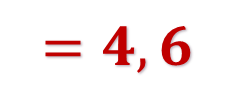 = 4,6